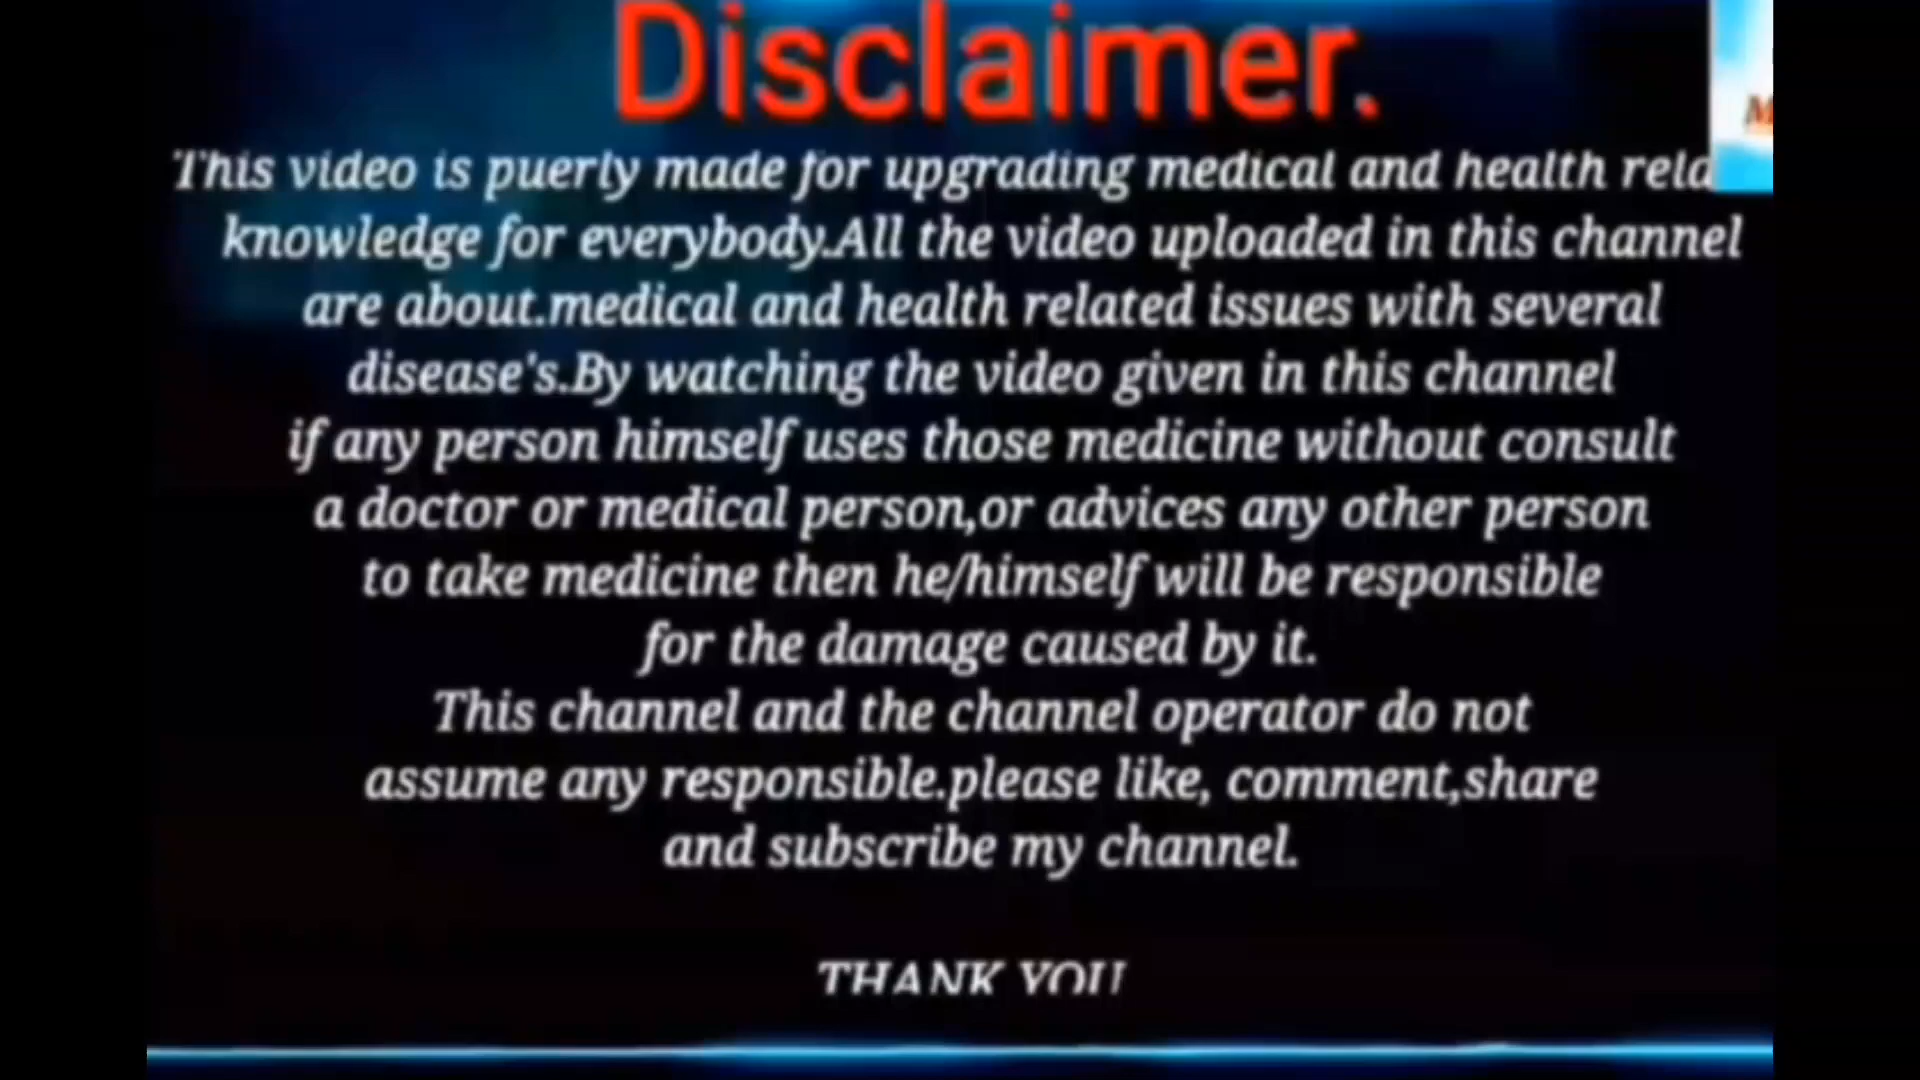 Disclaimer.
This video is puerly made for upgrading medical and health
knowledge for everybody.All the video uploaded in this channel
are about.medical and health related issues with several
disease's.By watching the video given in this channel
if any person himself uses those medicine without consult
a doctor or medical person,or advices any other person
to take medicine then he/himself will be responsible
for the damage caused by it.
This channel and the channel operator do not
assume any responsible.please like, comment,share
and subscribe my channel.
THANK YOU